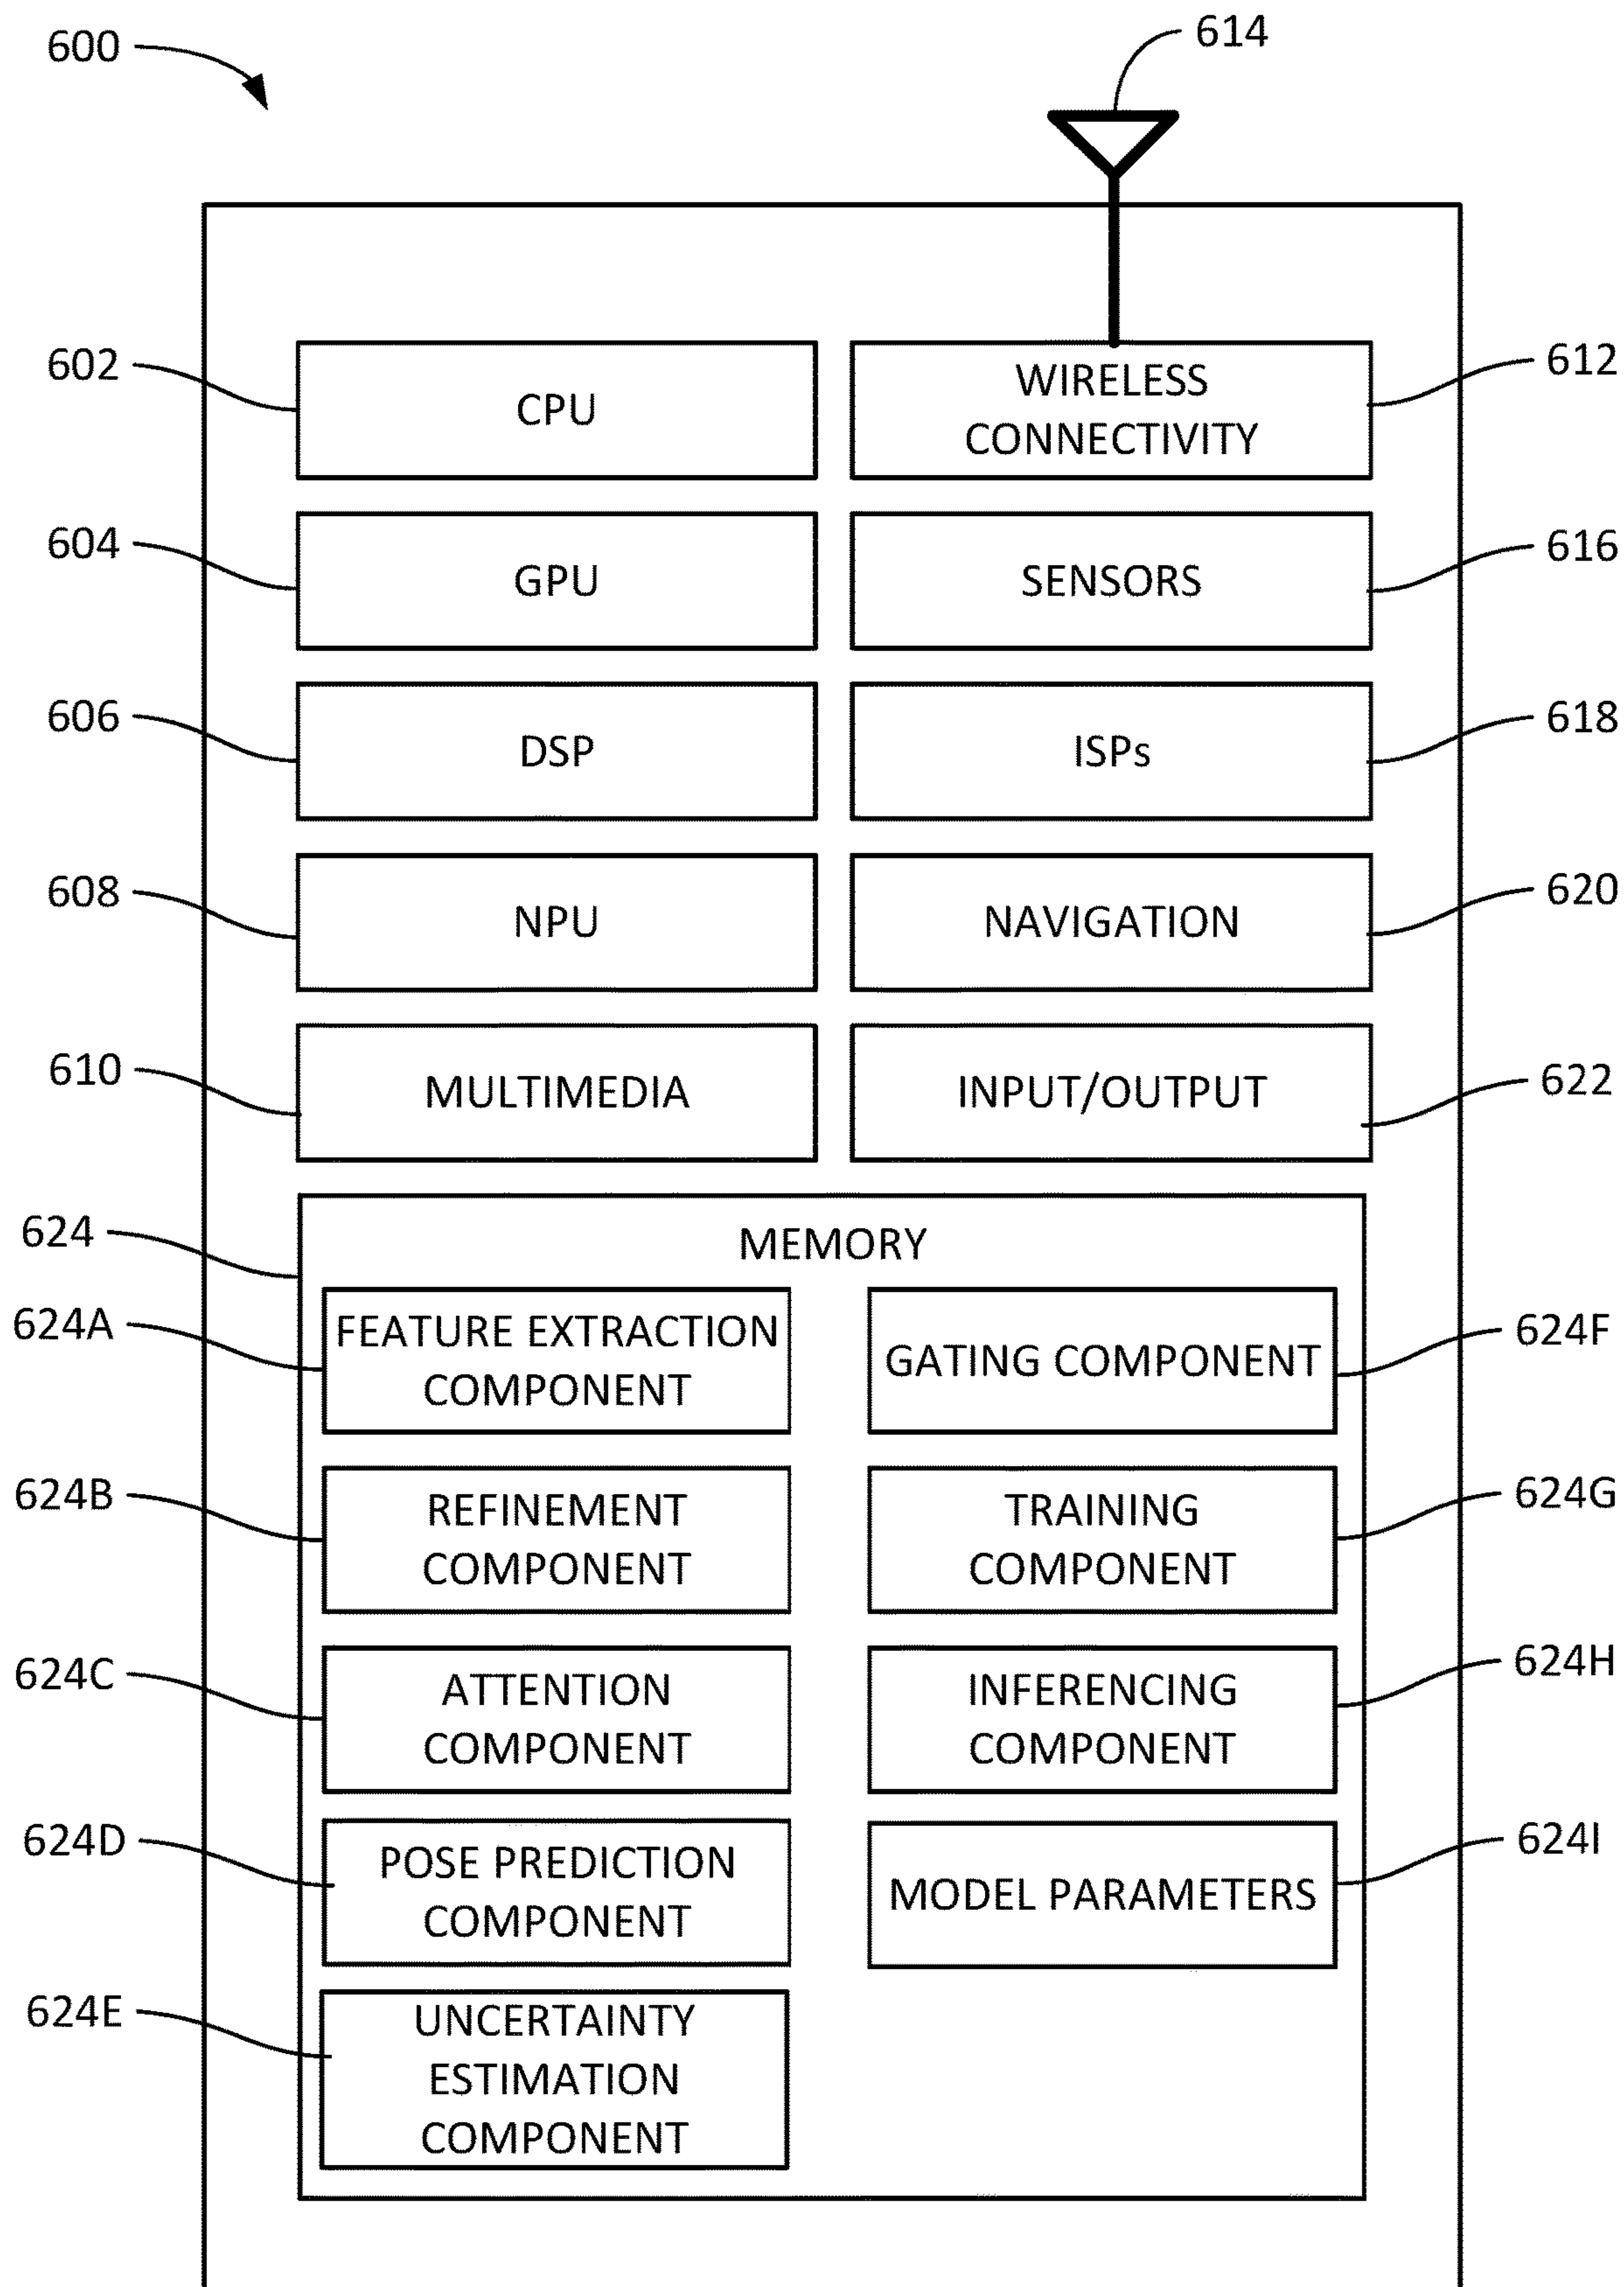 600
614
602
CPU
WIRELESS
CONNECTIVITY
612
604
GPU
SENSORS
616
606
DSP
ISPs
618
608
NPU
NAVIGATION
620
610
MULTIMEDIA
INPUT/OUTPUT
622
624
MEMORY
624A
FEATURE EXTRACTION
COMPONENT
GATING COMPONENT
624F
624B
REFINEMENT
COMPONENT
TRAINING
COMPONENT
624G
624C
ATTENTION
COMPONENT
INFERENCING
COMPONENT
624H
624D
POSE PREDICTION
COMPONENT
MODEL PARAMETERS
624I
624E
UNCERTAINTY
ESTIMATION
COMPONENT